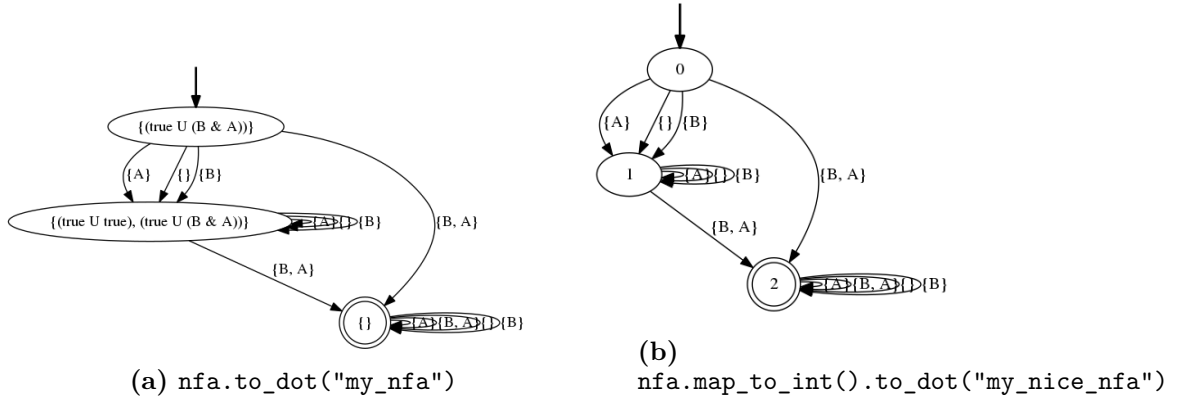 {(true U (B & A))}
{A} {} {B}
{(true U true), (true U (B & A))}
{A} {} {B}
{B, A}
{B, A}
{}
{A} {B, A} {} {B}
(a) nfa.to_dot("my_nfa")
0
{A} {} {B}
1
{A} {} {B}
{B, A}
{B, A}
2
{A} {B, A} {} {B}
(b)
nfa.map_to_int().to_dot("my_nice_nfa")